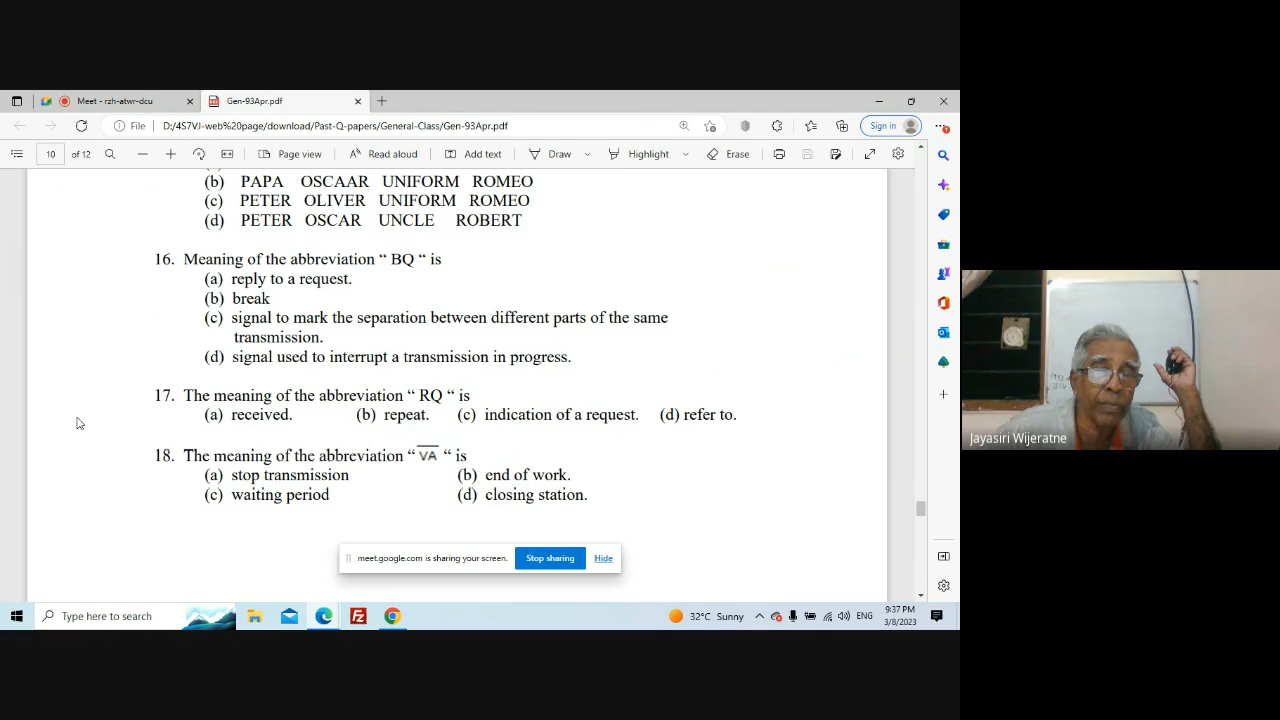 Meet - rzh-atwr-dcu
Gen-93Apr.pdf
File D:/4S7VJ-web%20page/download/Past-Q-papers/General-Class/Gen-93Apr.pdf Sign in
10 of 12 Page view Read aloud Add text Draw Highlight Erase
(b) PAPA OSCAAR UNIFORM ROMEO
(c) PETER OLIVER UNIFORM ROMEO
(d) PETER OSCAR UNCLE ROBERT
16. Meaning of the abbreviation “ BQ “ is
(a) reply to a request.
(b) break
(c) signal to mark the separation between different parts of the same
transmission.
(d) signal used to interrupt a transmission in progress.
17. The meaning of the abbreviation “ RQ “ is
(a) received. (b) repeat. (c) indication of a request. (d) refer to.
18. The meaning of the abbreviation “ VA “ is
(a) stop transmission (b) end of work.
(c) waiting period (d) closing station.
meet.google.com is sharing your screen. Stop sharing Hide
Type here to search
32°C Sunny ENG
9:37 PM
3/8/2023
Jayasiri Wijeratne